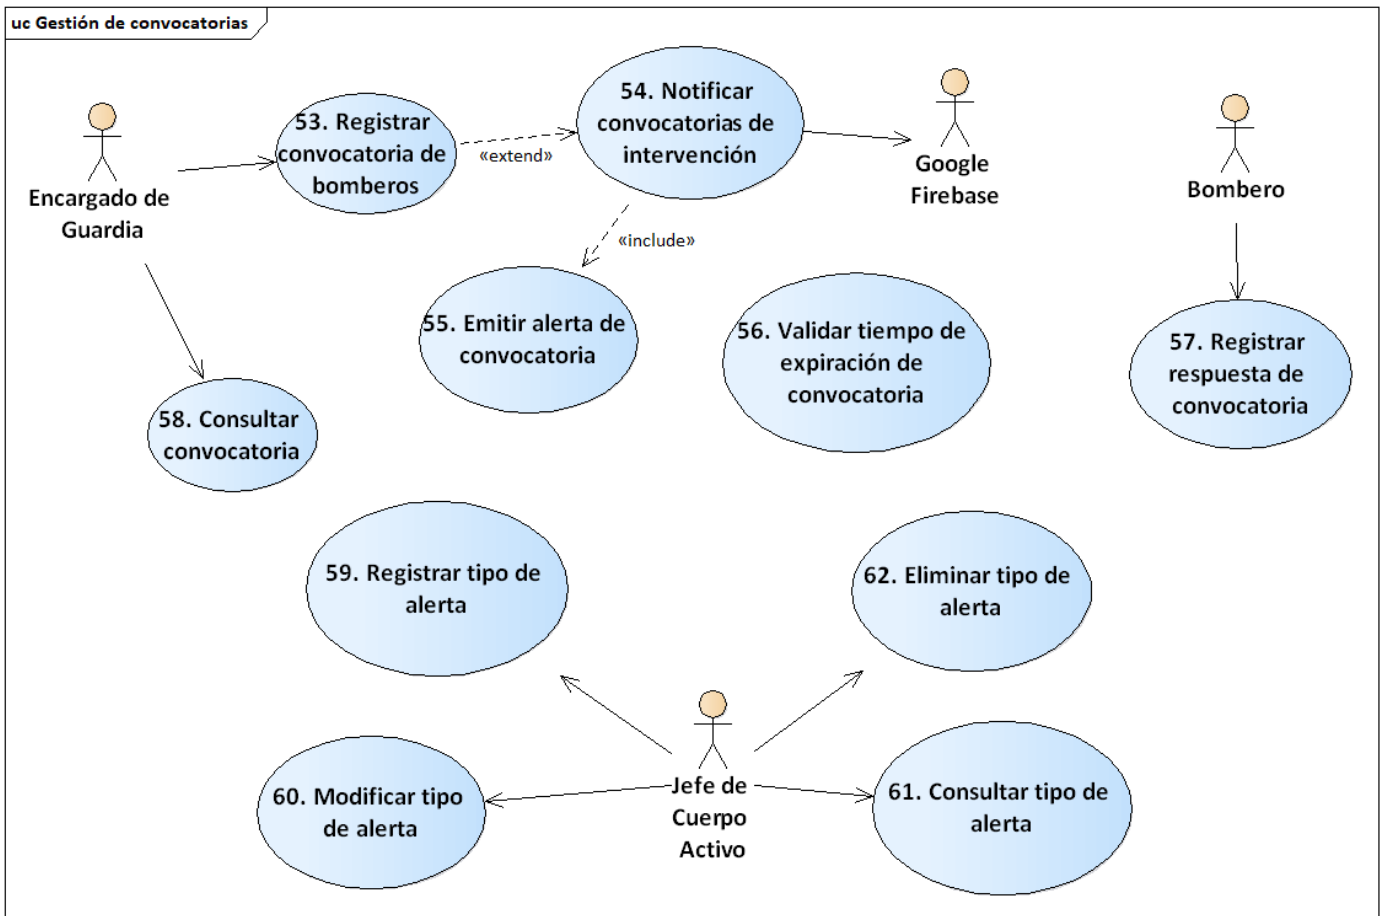 uc Gestión de convocatorias
53. Registrar
convocatoria de
bomberos
«extend»
54. Notificar
convocatorias de
intervención
Google
Firebase
Bombero
Encargado de
Guardia
«include»
55. Emitir alerta de
convocatoria
56. Validar tiempo de
expiración de
convocatoria
57. Registrar
respuesta de
convocatoria
58. Consultar
convocatoria
59. Registrar tipo de
alerta
62. Eliminar tipo de
alerta
60. Modificar tipo
de alerta
Jefe de
Cuerpo
Activo
61. Consultar tipo de
alerta